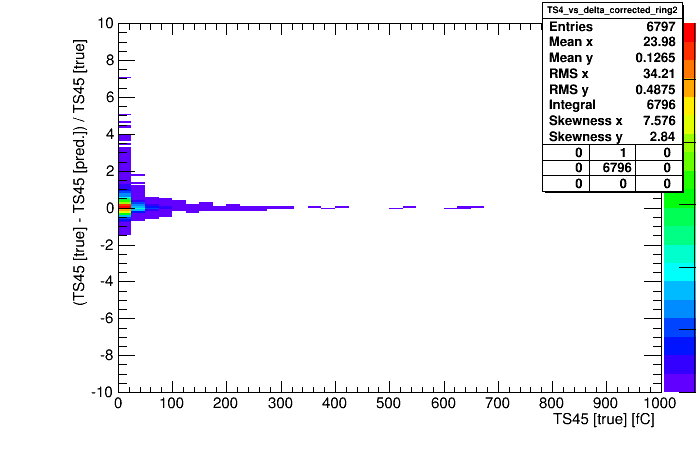 TS4_vs_delta_corrected_ring2
Entries 6797
Mean x 23.98
Mean y 0.1265
RMS x 34.21
RMS y 0.4875
Integral 6796
Skewness x 7.576
Skewness y 2.84
0 1 0
0 6796 0
0 0 0
(TS45 [true] - TS45 [pred.]) / TS45 [true]
10
8
6
4
2
0
-2
-4
-6
-8
-10
0 100 200 300 400 500 600 700 800 900 1000
TS45 [true] [fC]